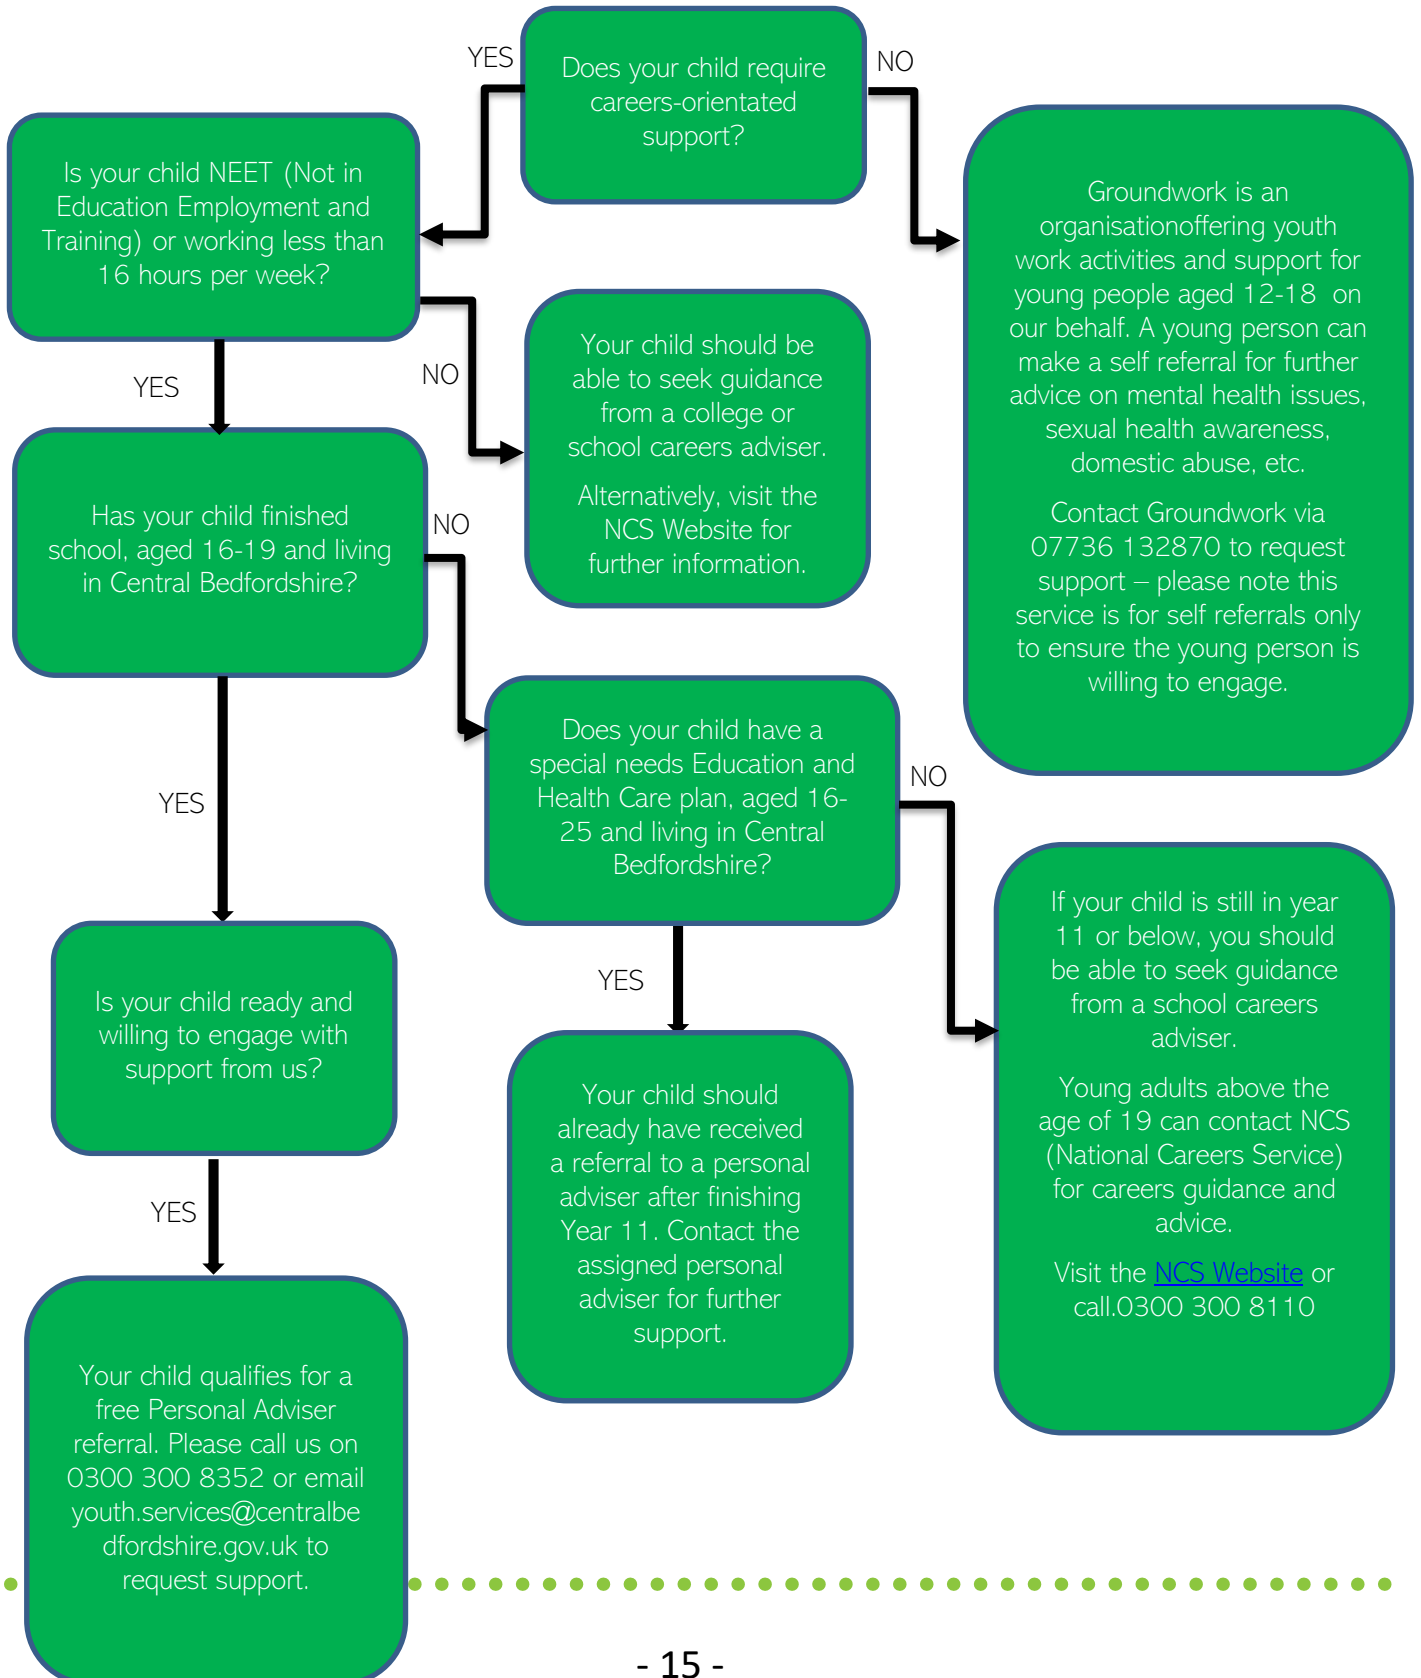 YES
Does your child require
careers-orientated
support?
NO
Is your child NEET (Not in
Education Employment and
Training) or working less than
16 hours per week?
Groundwork is an
organisationoffering youth
work activities and support for
young people aged 12-18 on
our behalf. A young person can
make a self referral for further
advice on mental health issues,
sexual health awareness,
domestic abuse, etc.
Contact Groundwork via
07736 132870 to request
support – please note this
service is for self referrals only
to ensure the young person is
willing to engage.
YES
NO
Your child should be
able to seek guidance
from a college or
school careers adviser.
Alternatively, visit the
NCS Website for
further information.
Has your child finished
school, aged 16-19 and living
in Central Bedfordshire?
NO
YES
Does your child have a
special needs Education and
Health Care plan, aged 16-
25 and living in Central
Bedfordshire?
NO
YES
If your child is still in year
11 or below, you should
be able to seek guidance
from a school careers
adviser.
Young adults above the
age of 19 can contact NCS
(National Careers Service)
for careers guidance and
advice.
Visit the NCS Website or
call.0300 300 8110
Is your child ready and
willing to engage with
support from us?
YES
Your child should
already have received
a referral to a personal
adviser after finishing
Year 11. Contact the
assigned personal
adviser for further
support.
Your child qualifies for a
free Personal Adviser
referral. Please call us on
0300 300 8352 or email
youth.services@centralbe
dfordshire.gov.uk to
request support.
- 15 -